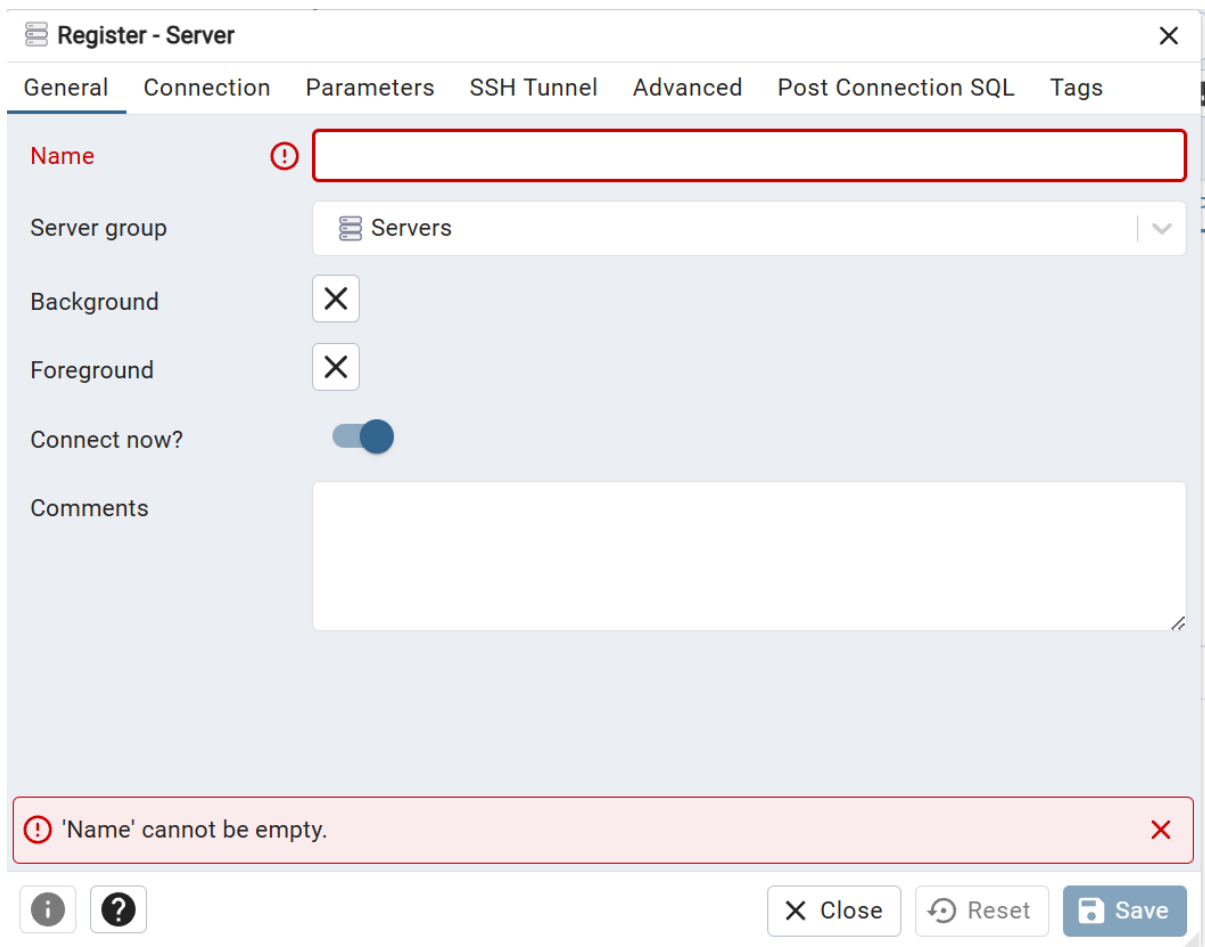 Register - Server
General Connection Parameters SSH Tunnel Advanced Post Connection SQL Tags
Name
Server group Servers
Background
Foreground
Connect now?
Comments
'Name' cannot be empty.
Close Reset Save